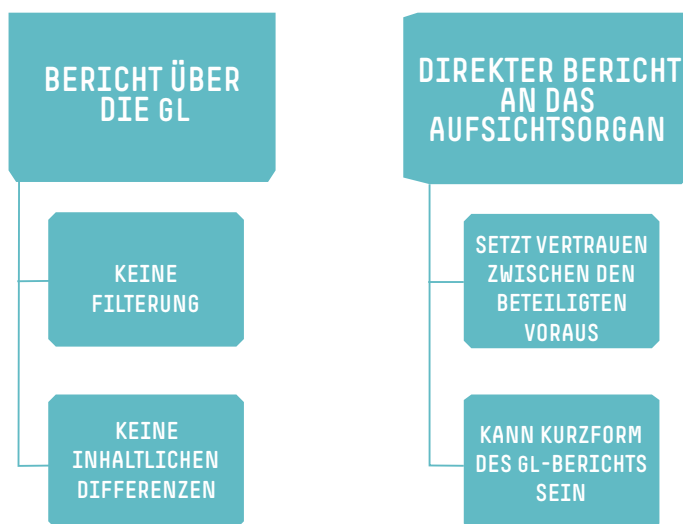 BERICHT ÜBER
DIE GL
KEINE
FILTERUNG
KEINE
INHALTLICHEN
DIFFERENZEN
DIREKTER BERICHT
AN DAS
AUFSICHTSORGAN
SETZT VERTRAUEN
ZWISCHEN DEN
BETEILIGTEN
VORAUS
KANN KURZFORM
DES GL-BERICHTS
SEIN